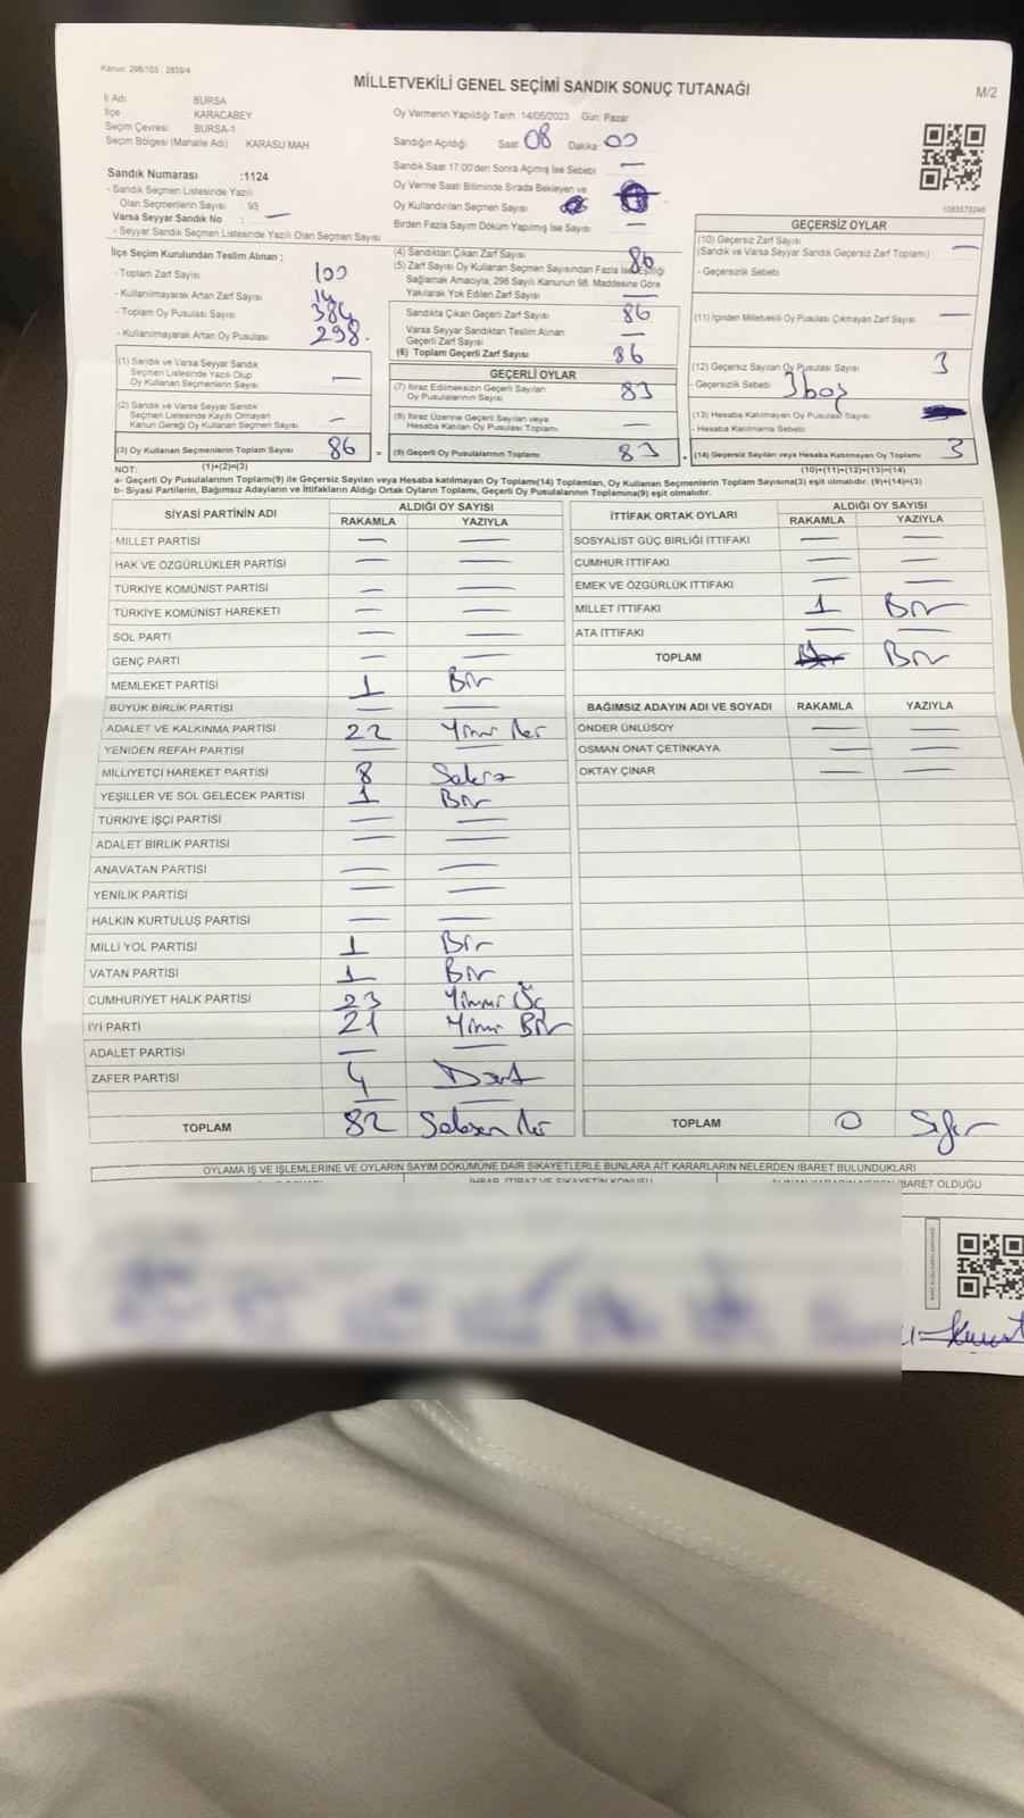 Kanun: 298/105 : 2839/4
MİLLETVEKİLİ GENEL SEÇİMİ SANDIK SONUÇ TUTANAĞI
M/2
İl Adı BURSA
İlçe KARACABEY
Seçim Çevresi BURSA-1
Seçim Bölgesi (Mahalle Adı) KARASU MAH
Sandık Numarası :1124
- Sandık Seçmen Listesinde Yazılı
Olan Seçmenlerin Sayısı 93
Varsa Seyyar Sandık No —
- Seyyar Sandık Seçmen Listesinde Yazılı Olan Seçmen Sayısı
Oy Vermenin Yapıldığı Tarih: 14/05/2023 Gün: Pazar
Sandığın Açıldığı Saat 08 Dakika 00
Sandık Saat 17.00'den Sonra Açılmış İse Sebebi —
Oy Verme Saati Bitiminde Sırada Bekleyen ve
Oy Kullandırılan Seçmen Sayısı
Birden Fazla Sayım Döküm Yapılmış İse Sayısı —
İlçe Seçim Kurulundan Teslim Alınan :
- Toplam Zarf Sayısı 100
- Kullanılmayarak Artan Zarf Sayısı 14
- Toplam Oy Pusulası Sayısı 384
- Kullanılmayarak Artan Oy Pusulası 298.
(4) Sandıktan Çıkan Zarf Sayısı 86
(5) Zarf Sayısı Oy Kullanan Seçmen Sayısından Fazla İse Eşitliği
Sağlamak Amacıyla, 298 Sayılı Kanunun 98. Maddesine Göre
Yakılarak Yok Edilen Zarf Sayısı —
Sandıkta Çıkan Geçerli Zarf Sayısı 86
Varsa Seyyar Sandıktan Teslim Alınan
Geçerli Zarf Sayısı —
(6) Toplam Geçerli Zarf Sayısı 86
GEÇERSİZ OYLAR
(10) Geçersiz Zarf Sayısı —
(Sandık ve Varsa Seyyar Sandık Geçersiz Zarf Toplamı)
- Geçersizlik Sebebi
(11) İçinden Milletvekili Oy Pusulası Çıkmayan Zarf Sayısı —
(12) Geçersiz Sayılan Oy Pusulası Sayısı 3
- Geçersizlik Sebebi 3 boş
(13) Hesaba Katılmayan Oy Pusulası Sayısı
- Hesaba Katılmama Sebebi
(14) Geçersiz Sayılan veya Hesaba Katılmayan Oy Toplamı 3
(1) Sandık ve Varsa Seyyar Sandık
Seçmen Listesinde Yazılı Olup
Oy Kullanan Seçmenlerin Sayısı —
(2) Sandık ve Varsa Seyyar Sandık
Seçmen Listesinde Kaydı Olmayan
Kanun Gereği Oy Kullanan Seçmen Sayısı —
(3) Oy Kullanan Seçmenlerin Toplam Sayısı 86
GEÇERLİ OYLAR
(7) İtiraz Edilmeksizin Geçerli Sayılan
Oy Pusulalarının Sayısı 83
(8) İtiraz Üzerine Geçerli Sayılan veya
Hesaba Katılan Oy Pusulası Toplamı —
(9) Geçerli Oy Pusulalarının Toplamı 83
NOT: (1)+(2)=(3) (10)+(11)+(12)+(13)=(14)
a- Geçerli Oy Pusulalarının Toplamı(9) ile Geçersiz Sayılan veya Hesaba katılmayan Oy Toplamı(14) Toplamları, Oy Kullanan Seçmenlerin Toplam Sayısına(3) eşit olmalıdır. (9)+(14)=(3)
b- Siyasi Partilerin, Bağımsız Adayların ve İttifakların Aldığı Ortak Oyların Toplamı, Geçerli Oy Pusulalarının Toplamına(9) eşit olmalıdır.
SİYASİ PARTİNİN ADI ALDIĞI OY SAYISI
RAKAMLA YAZIYLA
MİLLET PARTİSİ — —
HAK VE ÖZGÜRLÜKLER PARTİSİ — —
TÜRKİYE KOMÜNİST PARTİSİ — —
TÜRKİYE KOMÜNİST HAREKETİ — —
SOL PARTİ — —
GENÇ PARTİ — —
MEMLEKET PARTİSİ 1 Bir
BÜYÜK BİRLİK PARTİSİ — —
ADALET VE KALKINMA PARTİSİ 22 Yirmi iki
YENİDEN REFAH PARTİSİ — —
MİLLİYETÇİ HAREKET PARTİSİ 8 Sekiz
YEŞİLLER VE SOL GELECEK PARTİSİ 1 Bir
TÜRKİYE İŞÇİ PARTİSİ — —
ADALET BİRLİK PARTİSİ — —
ANAVATAN PARTİSİ — —
YENİLİK PARTİSİ — —
HALKIN KURTULUŞ PARTİSİ — —
MİLLİ YOL PARTİSİ 1 Bir
VATAN PARTİSİ 1 Bir
CUMHURİYET HALK PARTİSİ 23 Yirmi Üç
İYİ PARTİ 21 Yirmi Bir
ADALET PARTİSİ — —
ZAFER PARTİSİ 4 Dört
TOPLAM 82 Seksen iki
İTTİFAK ORTAK OYLARI ALDIĞI OY SAYISI
RAKAMLA YAZIYLA
SOSYALİST GÜÇ BİRLİĞİ İTTİFAKI — —
CUMHUR İTTİFAKI — —
EMEK VE ÖZGÜRLÜK İTTİFAKI — —
MİLLET İTTİFAKI 1 Bir
ATA İTTİFAKI — —
TOPLAM Bir
BAĞIMSIZ ADAYIN ADI VE SOYADI RAKAMLA YAZIYLA
ÖNDER ÜNLÜSOY — —
OSMAN ONAT ÇETİNKAYA — —
OKTAY ÇINAR — —
TOPLAM 0 Sıfır
OYLAMA İŞ VE İŞLEMLERİNE VE OYLARIN SAYIM DÖKÜMÜNE DAİR ŞİKAYETLERLE BUNLARA AİT KARARLARIN NELERDEN İBARET BULUNDUKLARI
İHBAR, İTİRAZ VE ŞİKAYETİN KONUSU
İBARET OLDUĞU